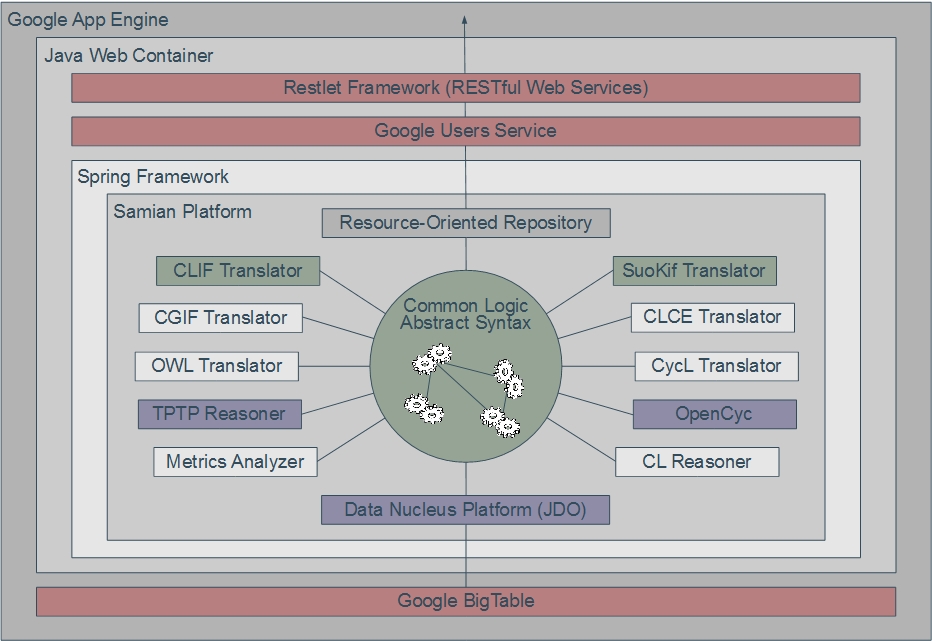 Google App Engine
Java Web Container
Restlet Framework (RESTful Web Services)
Google Users Service
Spring Framework
Samian Platform
Resource-Oriented Repository
CLIF Translator
SuoKif Translator
Common Logic
Abstract Syntax
CGIF Translator
CLCE Translator
OWL Translator
CycL Translator
TPTP Reasoner
OpenCyc
Metrics Analyzer
CL Reasoner
Data Nucleus Platform (JDO)
Google BigTable